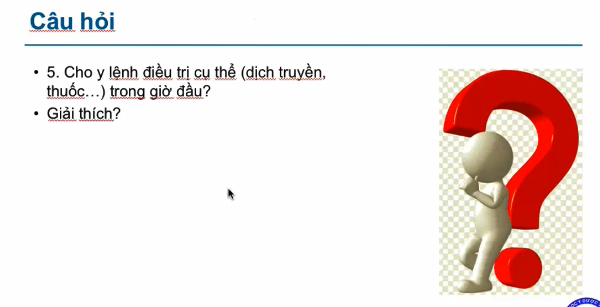 Câu hỏi
• 5. Cho y lệnh điều trị cụ thể (dịch truyền,
thuốc…) trong giờ đầu?
• Giải thích?